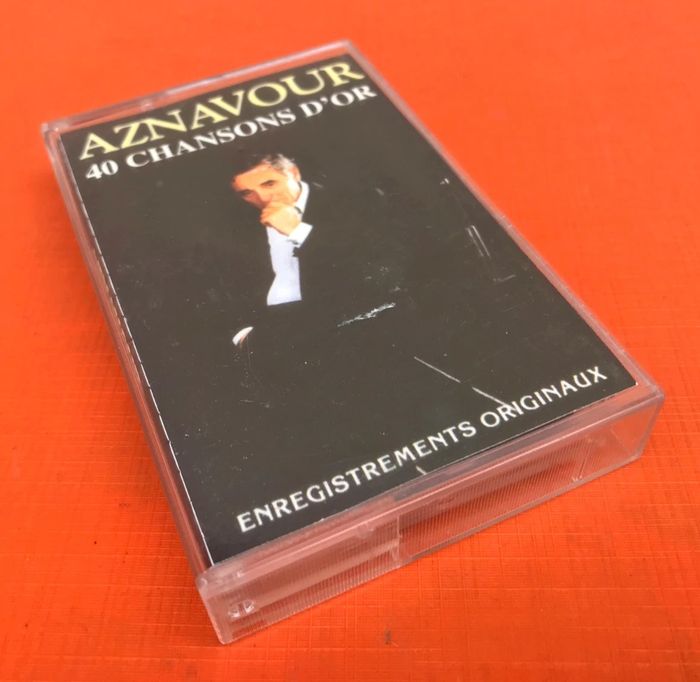 AZNAVOUR
40 CHANSONS D'OR
ENREGISTREMENTS ORIGINAUX